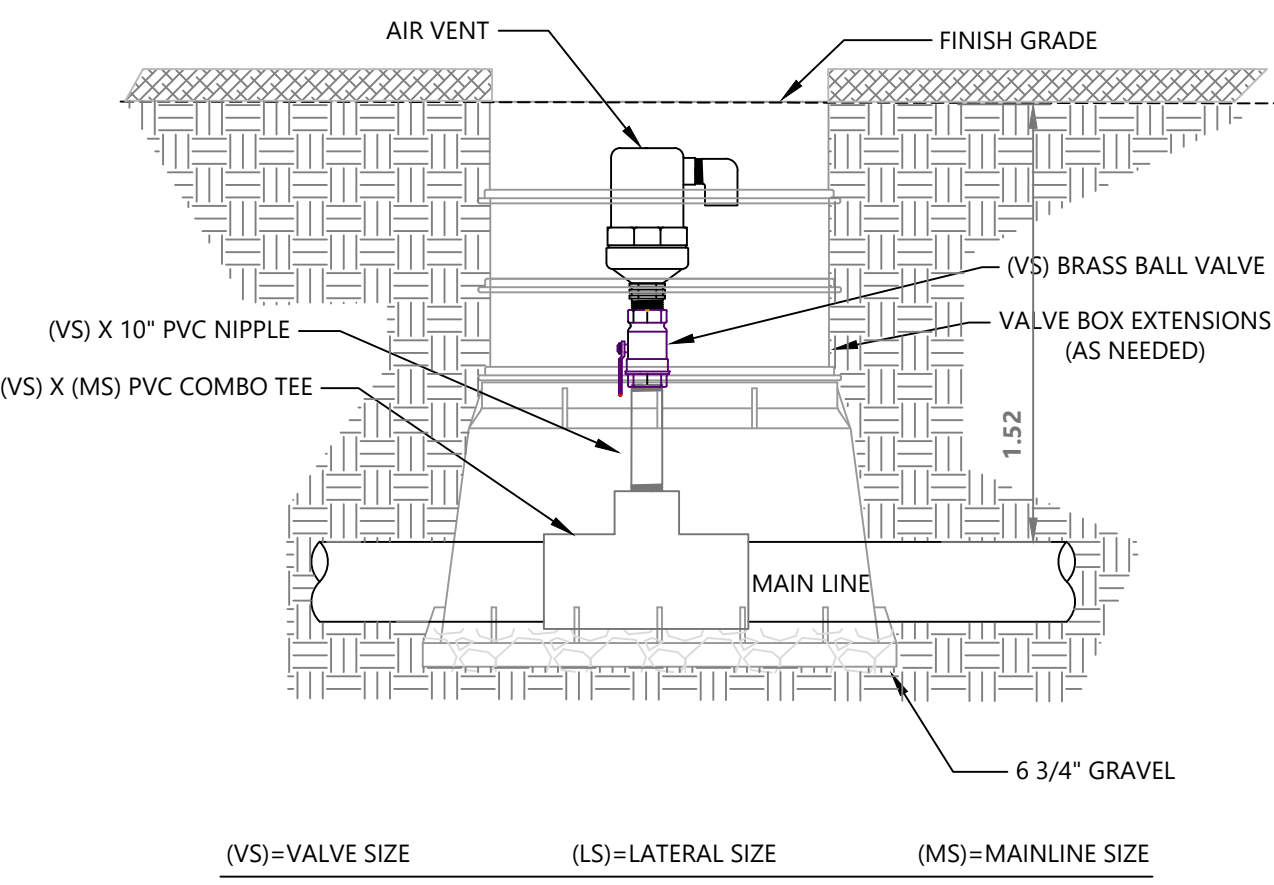 AIR VENT
FINISH GRADE
(VS) BRASS BALL VALVE
(VS) X 10" PVC NIPPLE
VALVE BOX EXTENSIONS
(AS NEEDED)
(VS) X (MS) PVC COMBO TEE
1.52
MAIN LINE
6 3/4" GRAVEL
(VS)=VALVE SIZE (LS)=LATERAL SIZE (MS)=MAINLINE SIZE